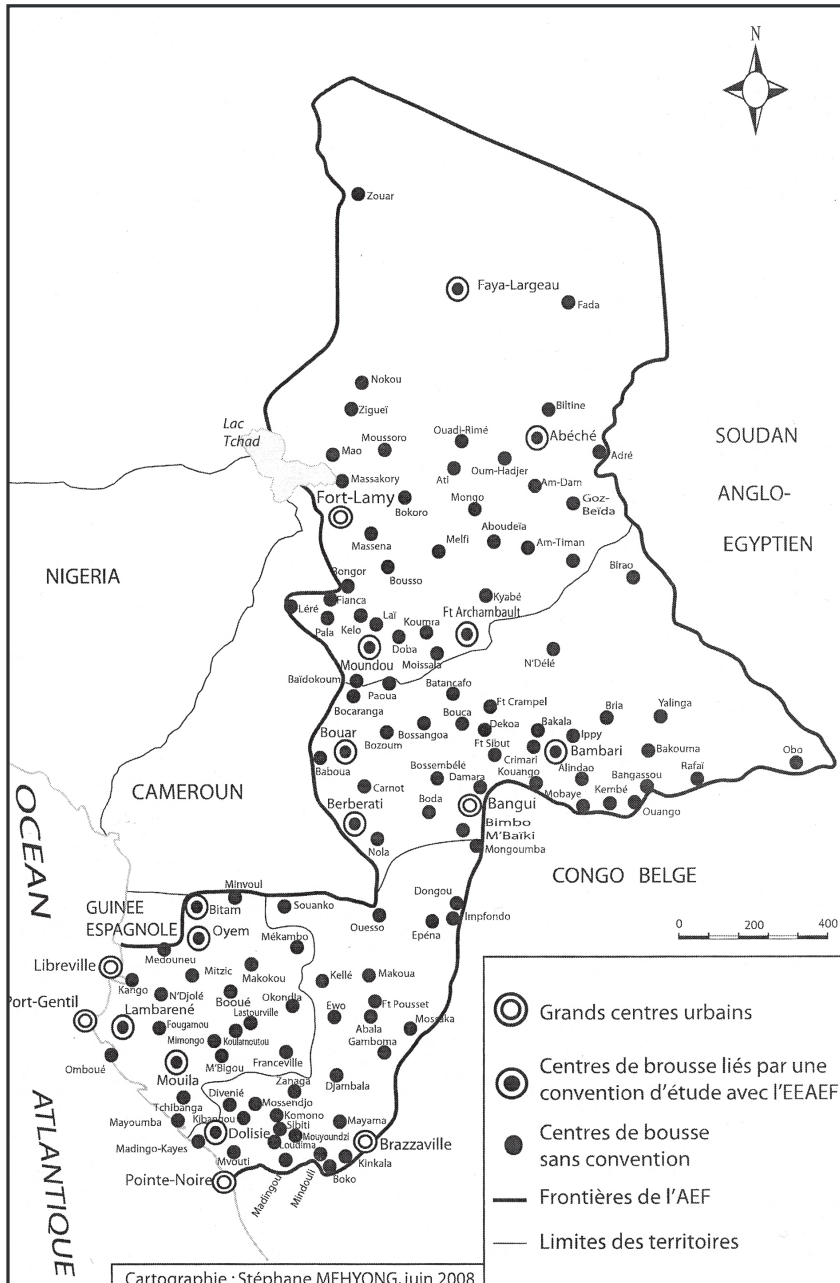 N
Zouar
Faya-Largeau
Fada
Nokou
Ziguеï
Biltine
Lac
Tchad
Moussoro
Ouadi-Rimé
Abéché
SOUDAN
Mao
Adré
Oum-Hadjer
Ati
Massakory
Am-Dam
ANGLO-
Fort-Lamy
Bokoro
Mongo
Goz-
Beïda
Massena
Melfi
Aboudeïa
Am-Timan
EGYPTIEN
NIGERIA
Bousso
Birao
Bongor
Fianca
Léré
Kyabé
Pala
Kelo
Laï
Koumra
Ft Archambault
Doba
Moundou
Moissala
N'Délé
Baïdokoum
Paoua
Batancafo
Bocaranga
Ft Crampel
Bria
Yalinga
Bouca
Bossangoa
Dekoa
Bakala
Ippy
Bouar
Bozoum
Ft Sibut
Bambari
Bakouma
Obo
Baboua
Crimari
Bossembélé
Kouango
Alindao
Rafaï
CAMEROUN
Carnot
Damara
Bangassou
Mobaye
Kembé
Berberati
Boda
Bangui
Ouango
Bimbo
M'Baïki
Nola
Mongoumba
OCEAN
CONGO BELGE
Minvoul
Dongou
GUINEE
ESPAGNOLE
Bitam
Souanko
Impfondo
Ouesso
Epéna
Oyem
0 200 400
Medouneu
Mékambo
Libreville
Mitzic
Makokou
Kellé
Makoua
Kango
N'Djolé
Booué
Okondja
Ft Pousset
Port-Gentil
Lambarené
Lastourville
Ewo
Abala
Mossaka
Fougamou
Mimongo
Koulamoutou
Gamboma
Omboué
M'Bigou
Franceville
Mouila
Djambala
Zanaga
Divenié
Mossendjo
Tchibanga
Komono
Mayoumba
Kibangou
Sibiti
Mayama
Dolisie
Mouyoundzi
Brazzaville
Madingo-Kayes
Loudima
Mvouti
Kinkala
Pointe-Noire
Madingou
Mindouli
Boko
ATLANTIQUE
Grands centres urbains
Centres de brousse liés par une
convention d'étude avec l'EEAEF
Centres de bousse
sans convention
Frontières de l'AEF
Limites des territoires
Cartographie : Stéphane MEHYONG, juin 2008